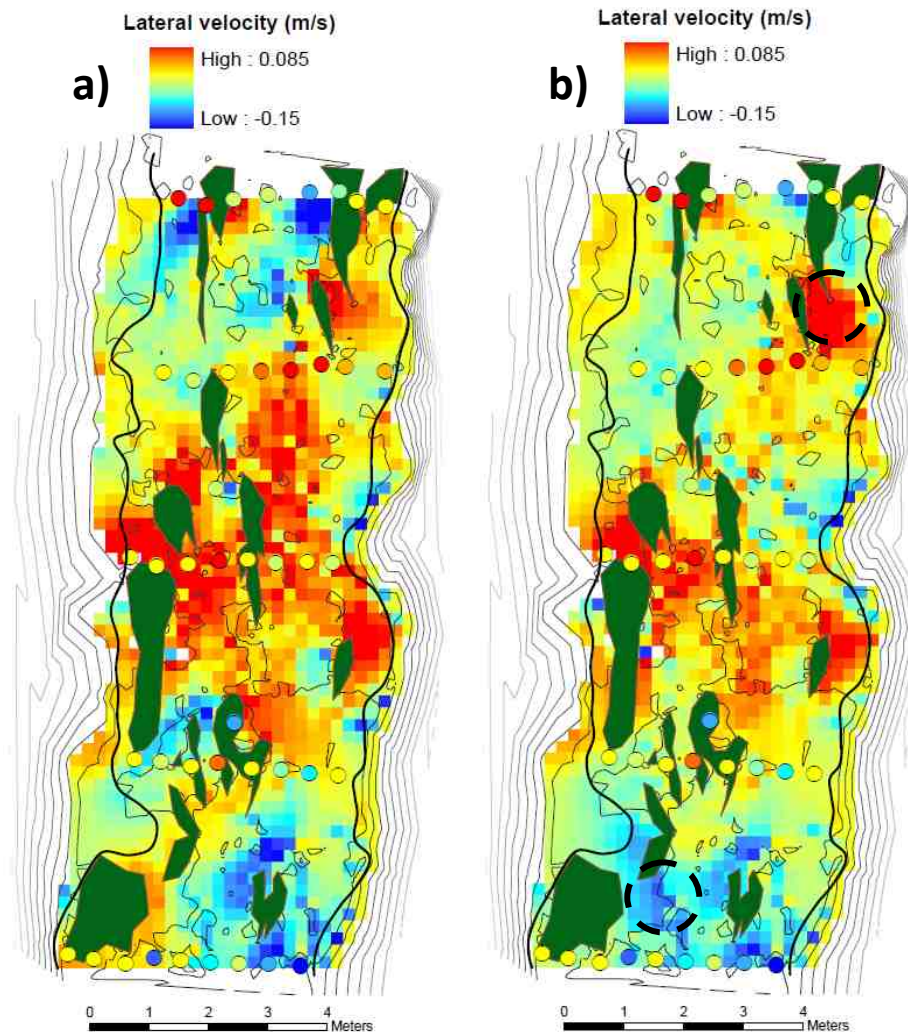 Lateral velocity (m/s)
a)
High : 0.085
Low : -0.15
0 1 2 3 4
Meters
Lateral velocity (m/s)
b)
High : 0.085
Low : -0.15
0 1 2 3 4
Meters